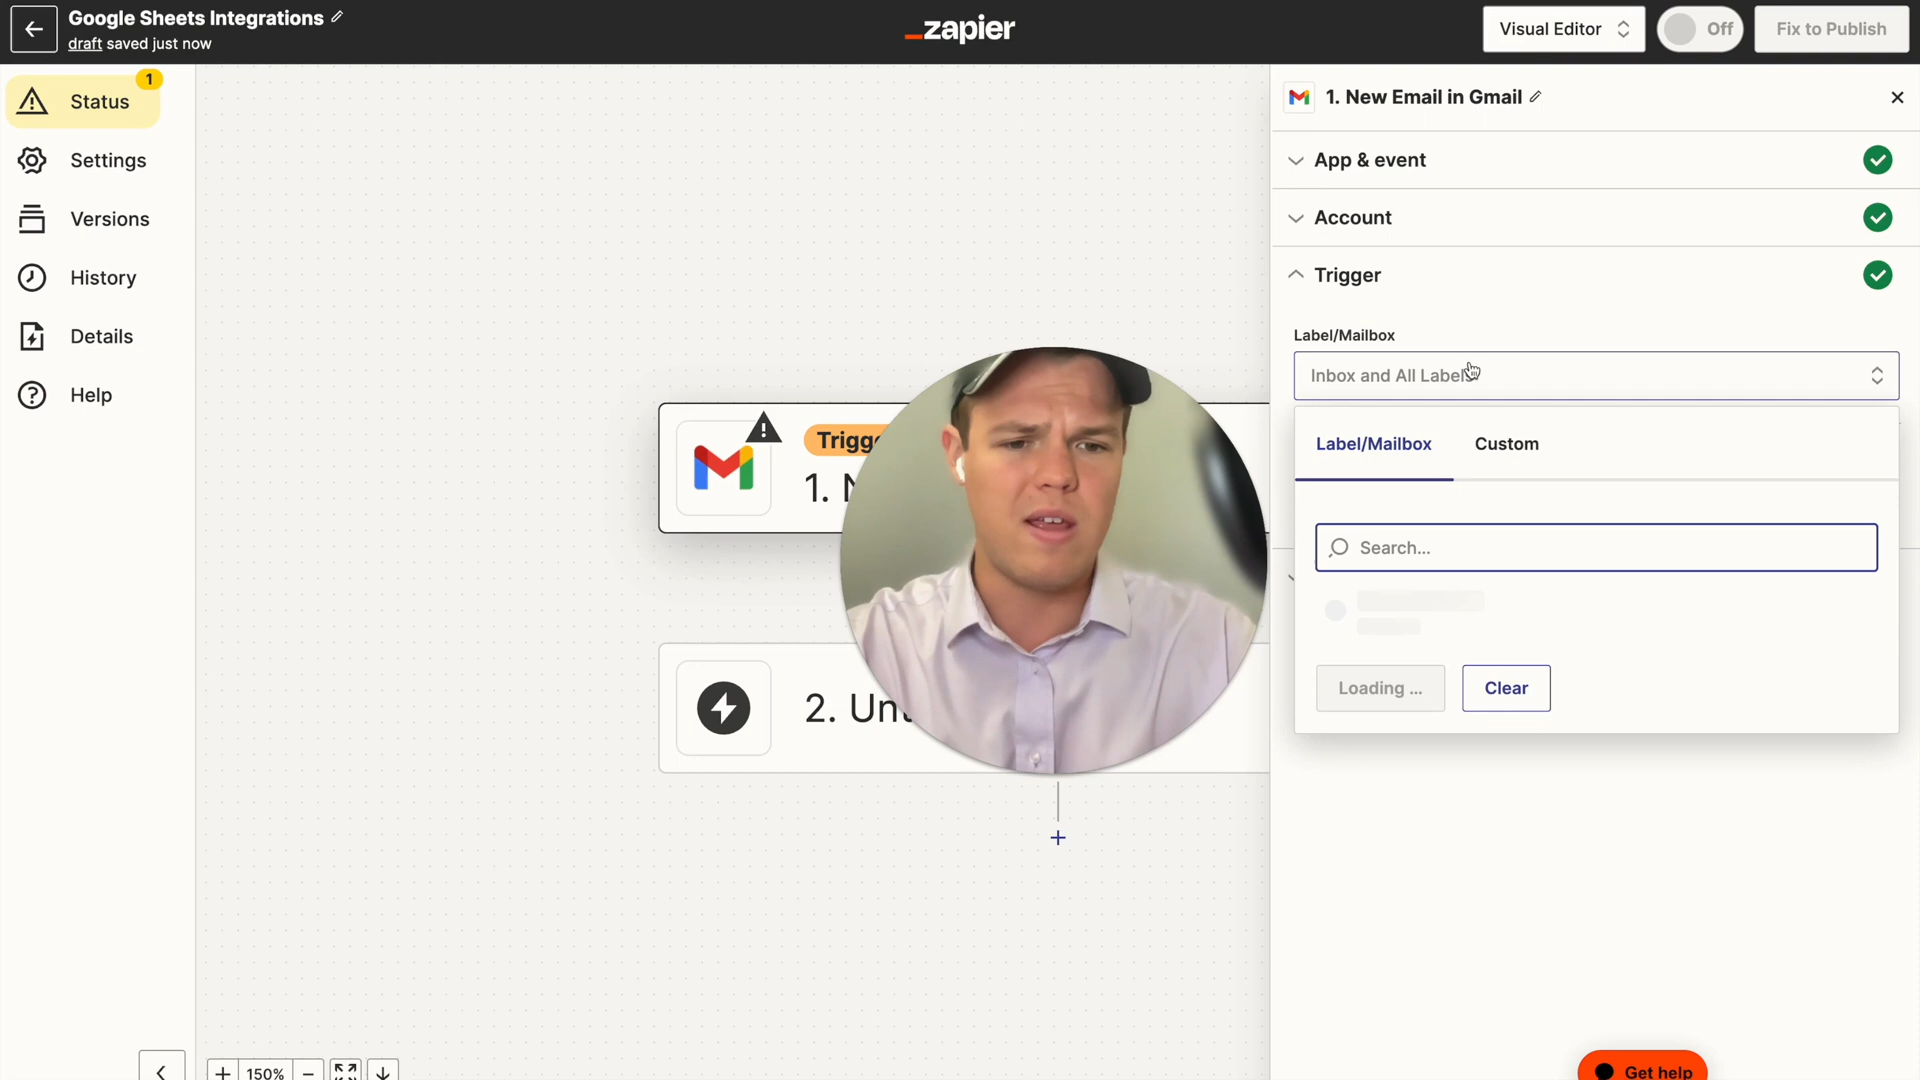 Google Sheets Integrations
draft saved just now
_zapier
Visual Editor
Off
Fix to Publish
1
Status
Settings
Versions
History
Details
Help
Trigg
1. N
2. Un
+
1. New Email in Gmail
App & event
Account
Trigger
Label/Mailbox
Inbox and All Labels
Label/Mailbox
Custom
Search...
Loading ...
Clear
+ 150% −
Get help